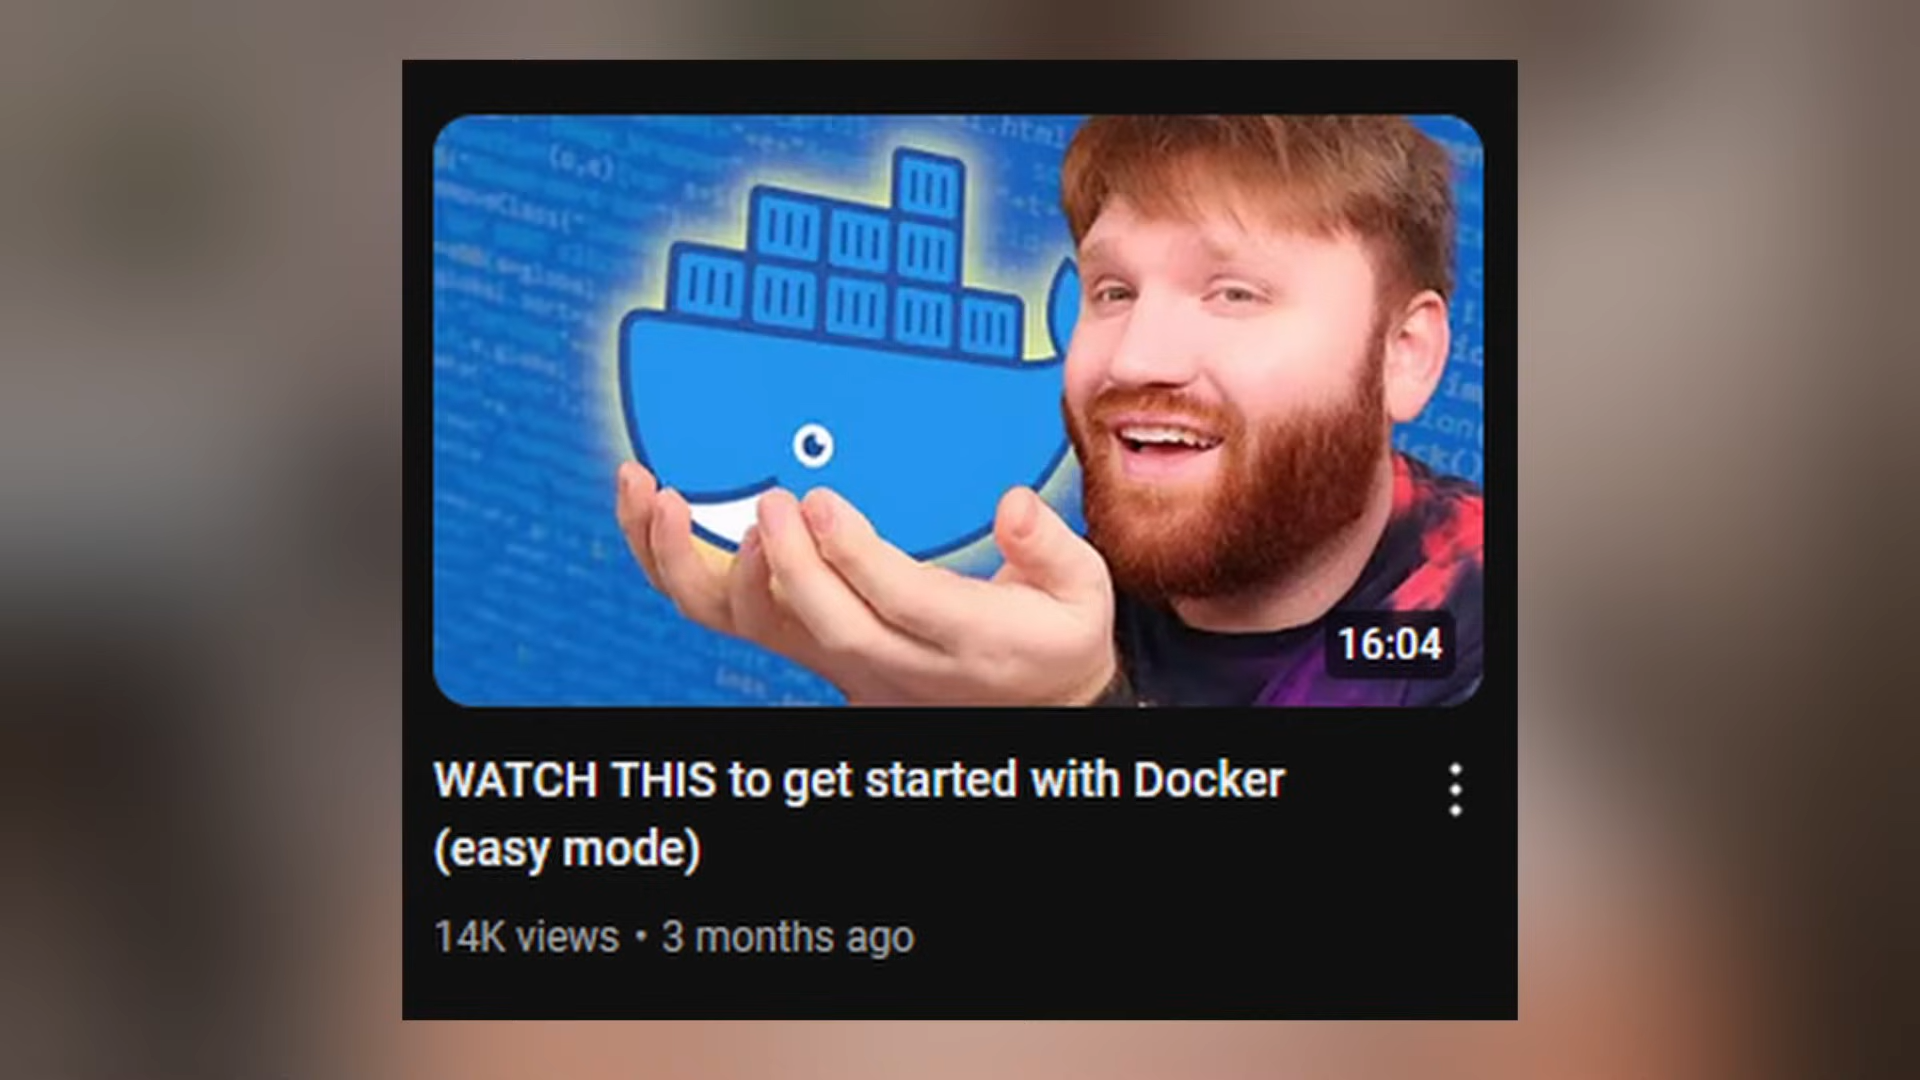 16:04
WATCH THIS to get started with Docker
(easy mode)
14K views • 3 months ago